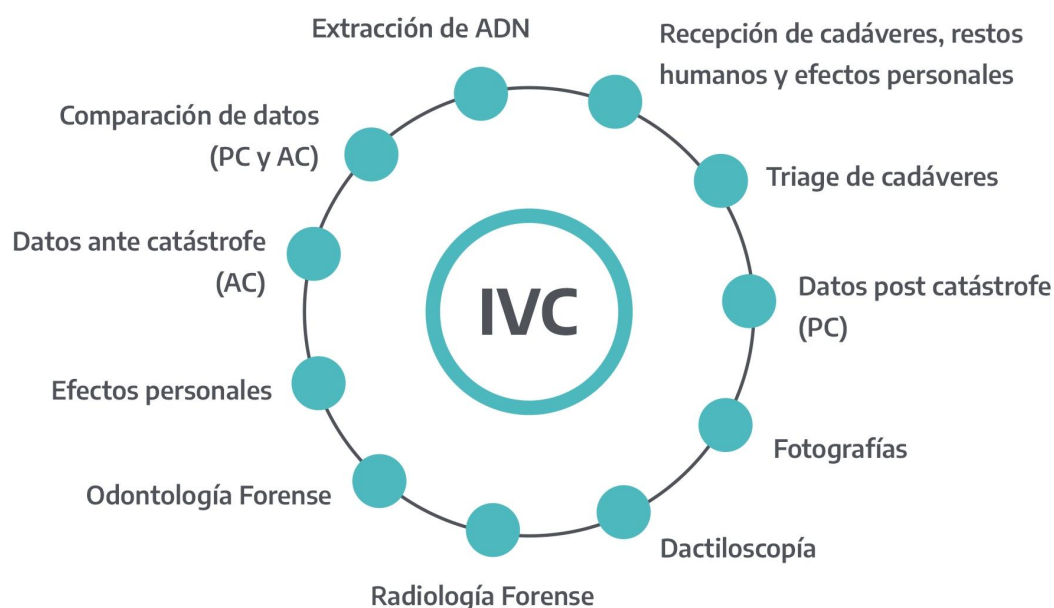 Extracción de ADN
Recepción de cadáveres, restos
humanos y efectos personales
Comparación de datos
(PC y AC)
Triage de cadáveres
Datos ante catástrofe
(AC)
IVC
Datos post catástrofe
(PC)
Efectos personales
Fotografías
Odontología Forense
Dactiloscopía
Radiología Forense